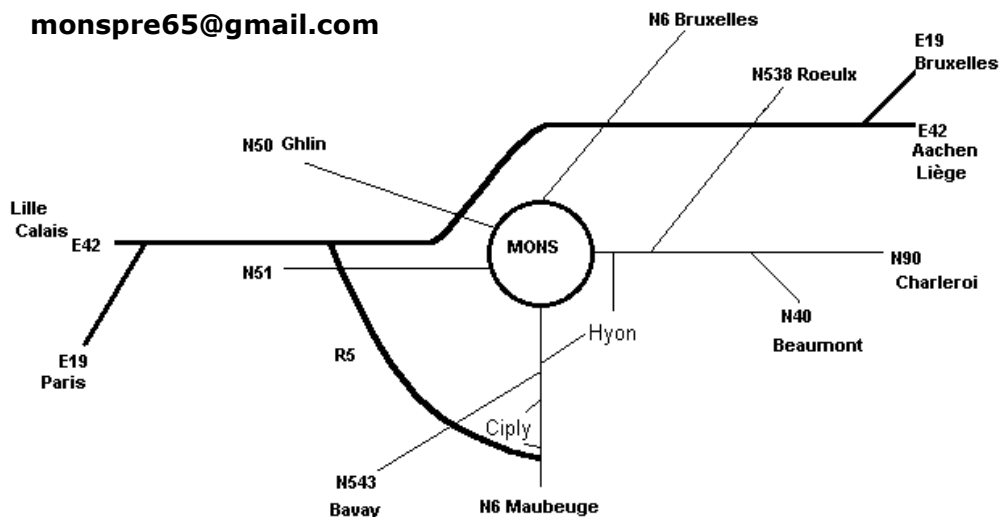 monspre65@gmail.com
N6 Bruxelles
E19
Bruxelles
N538 Roeulx
E42
Aachen
Liège
N50 Ghlin
Lille
Calais
E42
MONS
N51
N90
Charleroi
N40
Beaumont
Hyon
R5
E19
Paris
Ciply
N543
Bavay
N6 Maubeuge